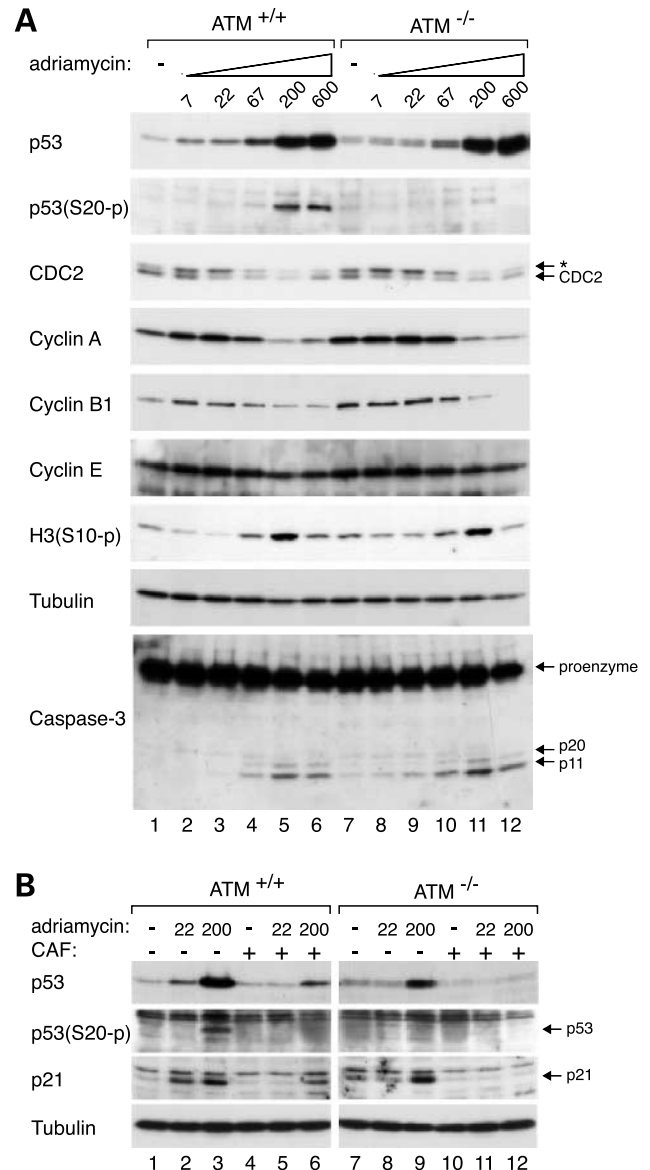 A
ATM +/+ ATM -/-
adriamycin: - 7 22 67 200 600 - 7 22 67 200 600
p53
p53(S20-p)
CDC2 *
CDC2
Cyclin A
Cyclin B1
Cyclin E
H3(S10-p)
Tubulin
proenzyme
Caspase-3
p20
p11
1 2 3 4 5 6 7 8 9 10 11 12
B
ATM +/+ ATM -/-
adriamycin: - 22 200 - 22 200 - 22 200 - 22 200
CAF: - - - + + + - - - + + +
p53
p53(S20-p) p53
p21 p21
Tubulin
1 2 3 4 5 6 7 8 9 10 11 12